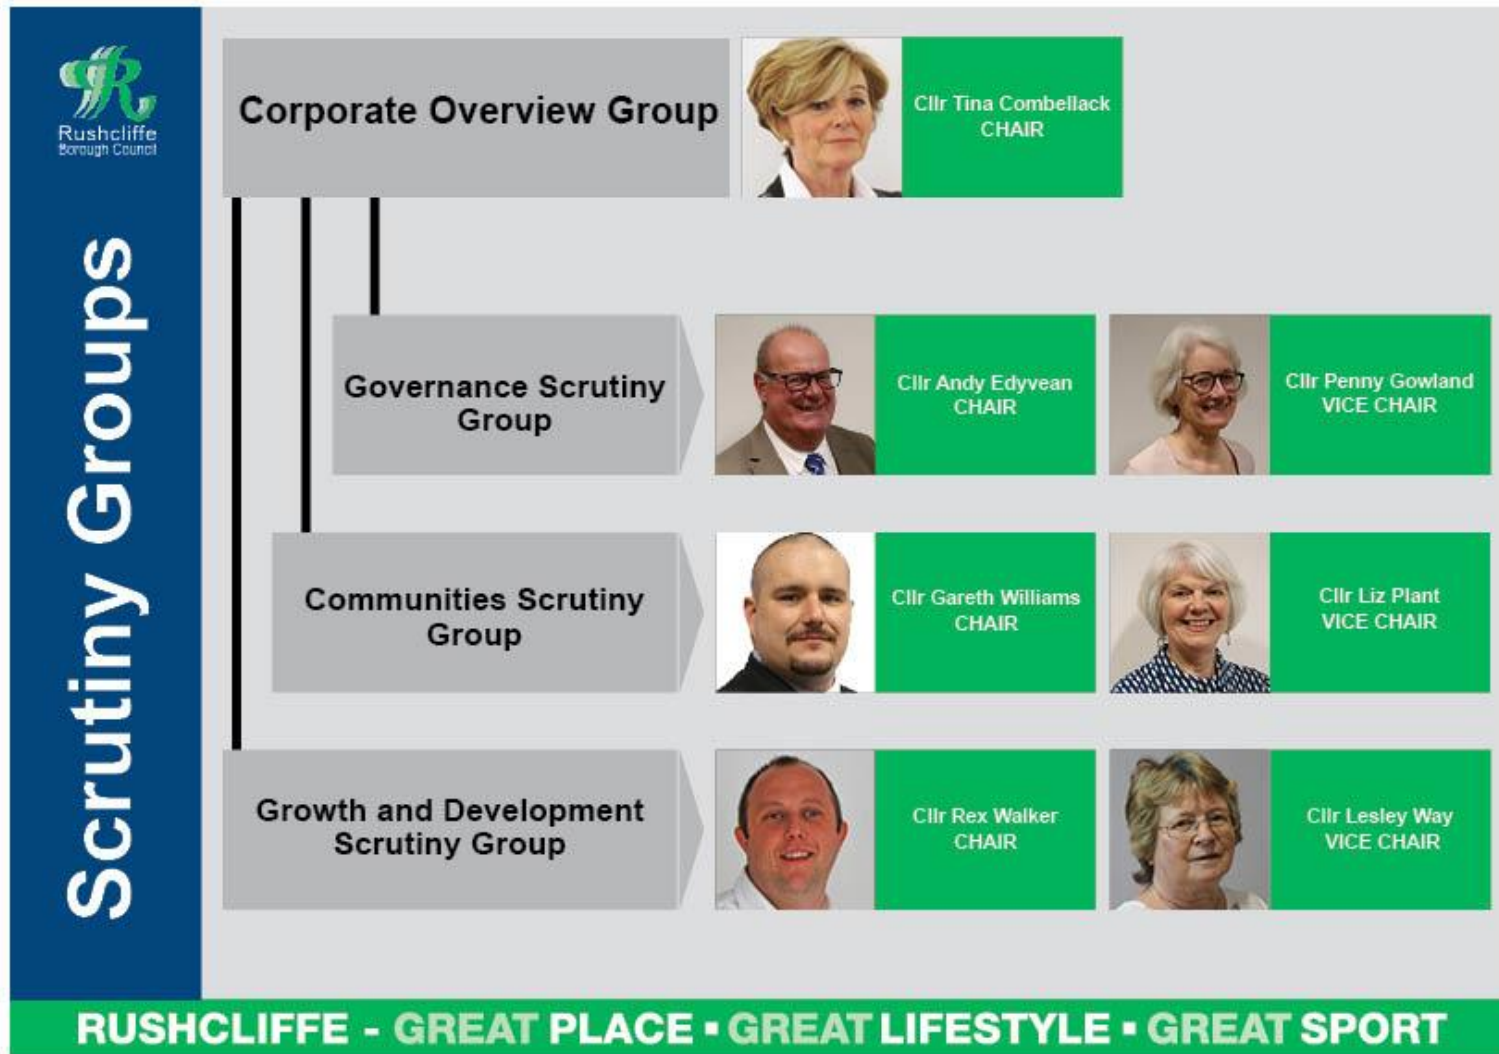 Rushcliffe
Borough Council
Scrutiny Groups
Corporate Overview Group
Cllr Tina Combellack
CHAIR
Governance Scrutiny
Group
Cllr Andy Edyvean
CHAIR
Cllr Penny Gowland
VICE CHAIR
Communities Scrutiny
Group
Cllr Gareth Williams
CHAIR
Cllr Liz Plant
VICE CHAIR
Growth and Development
Scrutiny Group
Cllr Rex Walker
CHAIR
Cllr Lesley Way
VICE CHAIR
RUSHCLIFFE - GREAT PLACE ▪ GREAT LIFESTYLE ▪ GREAT SPORT